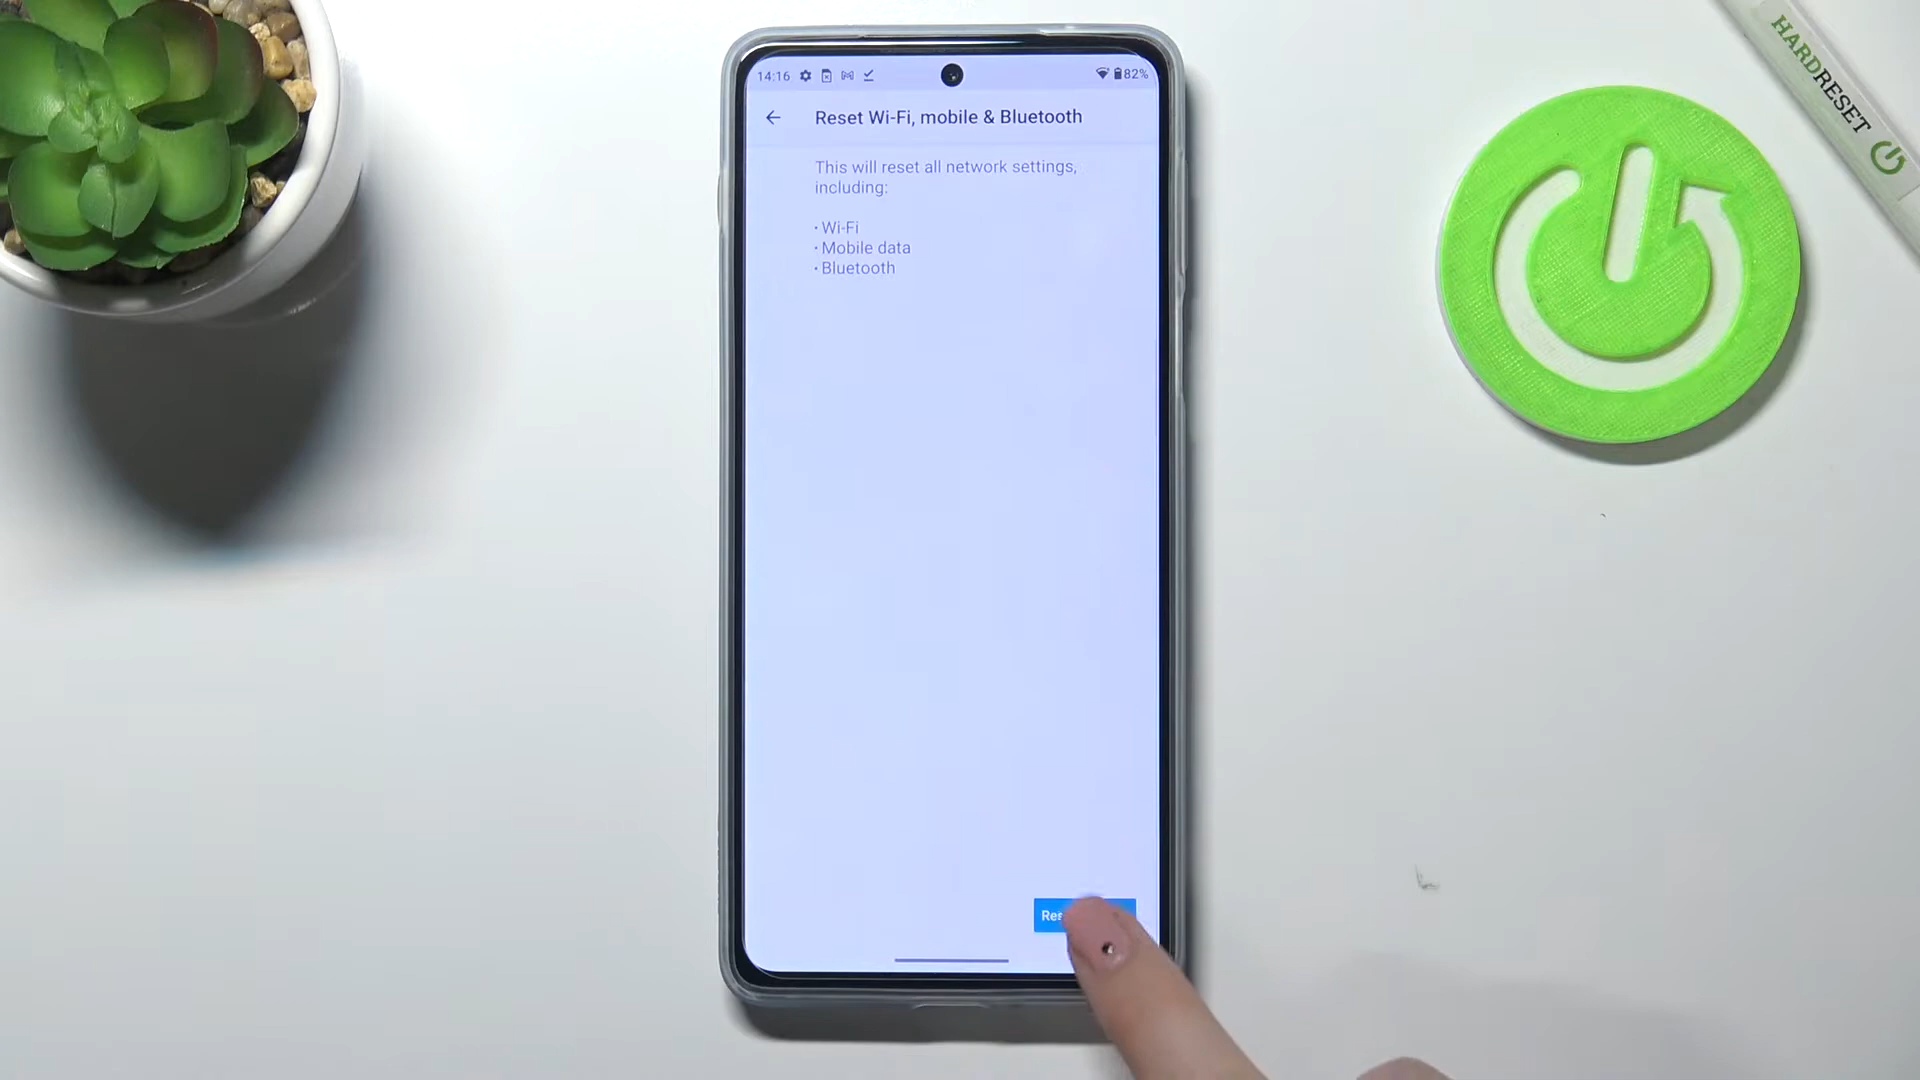 14:16
82%
Reset Wi-Fi, mobile & Bluetooth
This will reset all network settings,
including:
· Wi-Fi
· Mobile data
· Bluetooth
HARDRESET